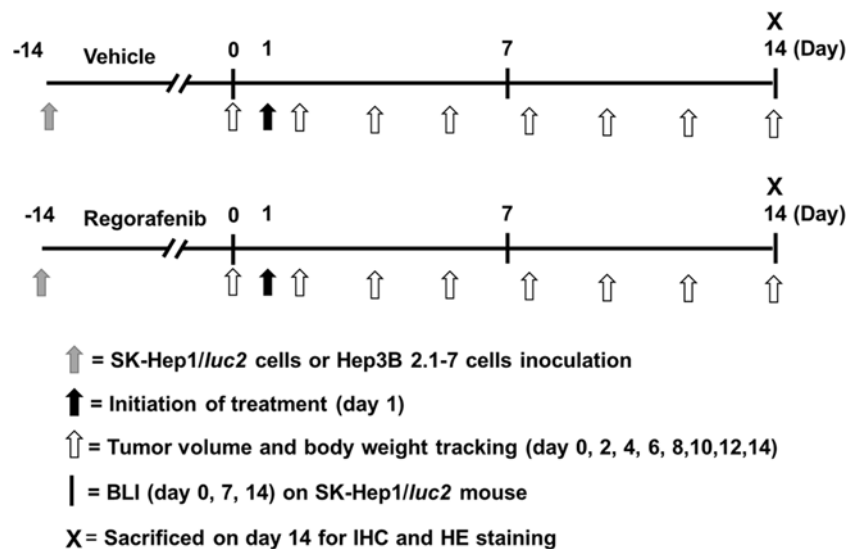 X
-14 Vehicle 0 1 7 14 (Day)
X
-14 Regorafenib 0 1 7 14 (Day)
= SK-Hep1/luc2 cells or Hep3B 2.1-7 cells inoculation
= Initiation of treatment (day 1)
= Tumor volume and body weight tracking (day 0, 2, 4, 6, 8,10,12,14)
= BLI (day 0, 7, 14) on SK-Hep1/luc2 mouse
X = Sacrificed on day 14 for IHC and HE staining